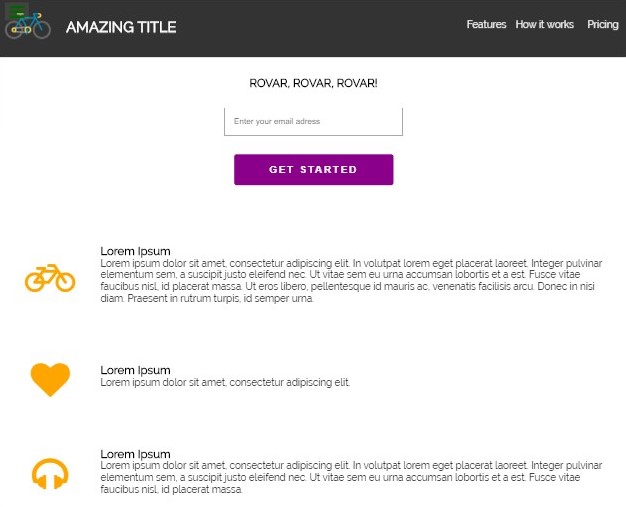 AMAZING TITLE
Features How it works Pricing
ROVAR, ROVAR, ROVAR!
Enter your email adress
GET STARTED
Lorem Ipsum
Lorem ipsum dolor sit amet, consectetur adipiscing elit. In volutpat lorem eget placerat laoreet. Integer pulvinar
elementum sem, a suscipit justo eleifend nec. Ut vitae sem eu urna accumsan lobortis et a est. Fusce vitae
faucibus nisl, id placerat massa. Ut eros libero, pellentesque id mauris ac, venenatis facilisis arcu. Donec in nisi
diam. Praesent in rutrum turpis, id semper urna.
Lorem Ipsum
Lorem ipsum dolor sit amet, consectetur adipiscing elit.
Lorem Ipsum
Lorem ipsum dolor sit amet, consectetur adipiscing elit. In volutpat lorem eget placerat laoreet. Integer pulvinar
elementum sem, a suscipit justo eleifend nec. Ut vitae sem eu urna accumsan lobortis et a est. Fusce vitae
faucibus nisl, id placerat massa.